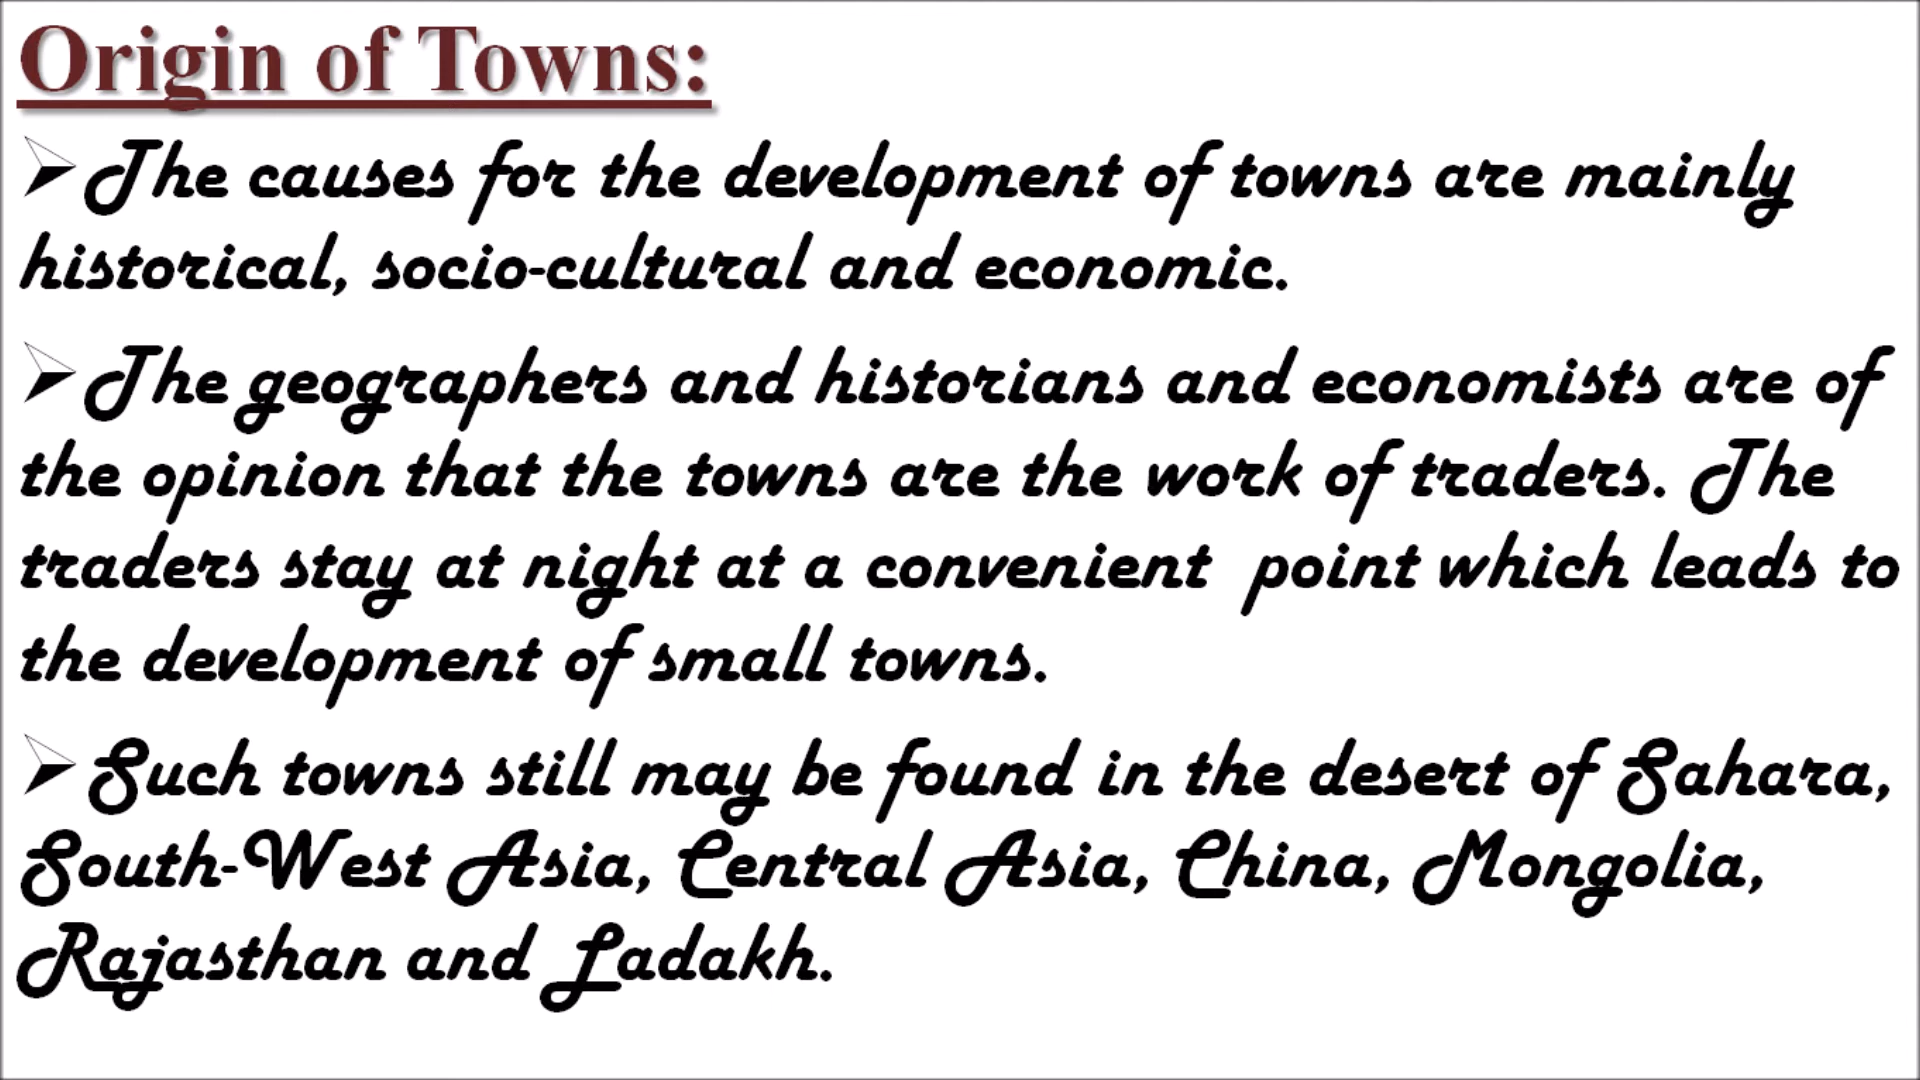 Origin of Towns:
➢The causes for the development of towns are mainly
historical, socio-cultural and economic.
➢The geographers and historians and economists are of
the opinion that the towns are the work of traders. The
traders stay at night at a convenient  point which leads to
the development of small towns.
➢Such towns still may be found in the desert of Sahara,
South-West Asia, Central Asia, China, Mongolia,
Rajasthan and Ladakh.